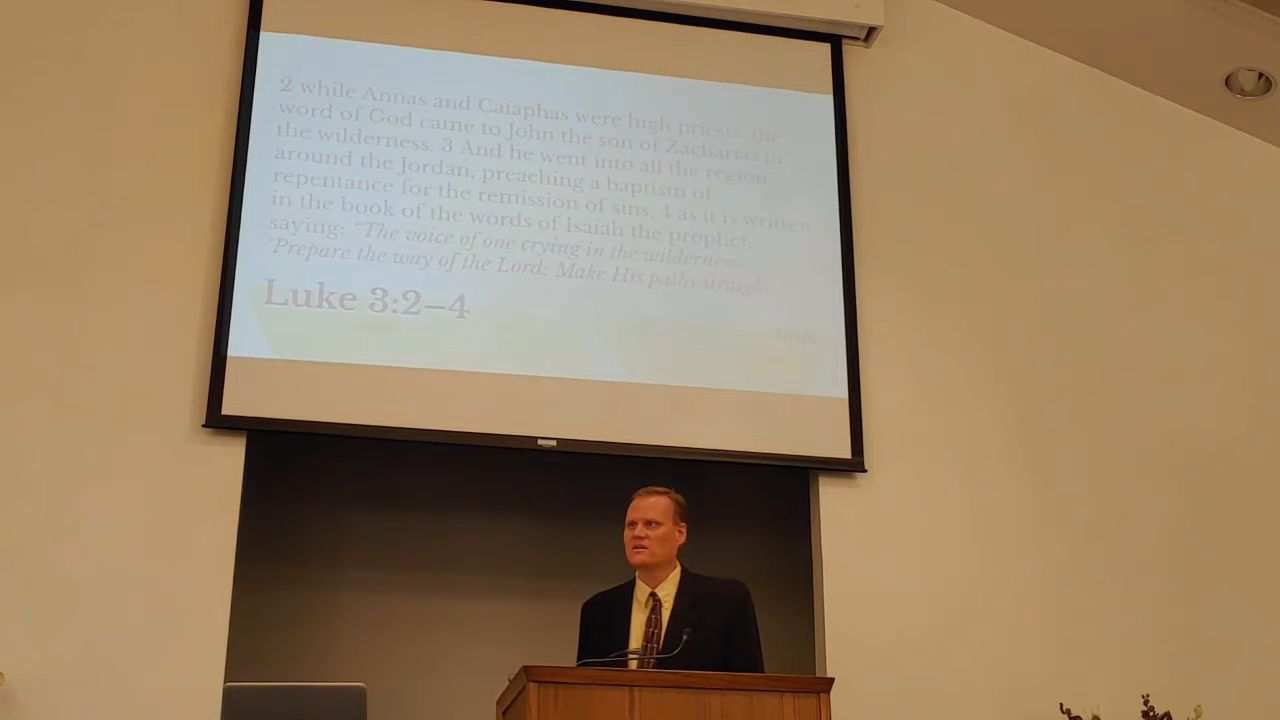 2 while Annas and Caiaphas were high priests, the
word of God came to John the son of Zacharias in
the wilderness. 3 And he went into all the region
around the Jordan, preaching a baptism of
repentance for the remission of sins, 4 as it is written
in the book of the words of Isaiah the prophet,
saying: “The voice of one crying in the wilderness:
‘Prepare the way of the Lord; Make His paths straight.
Luke 3:2–4